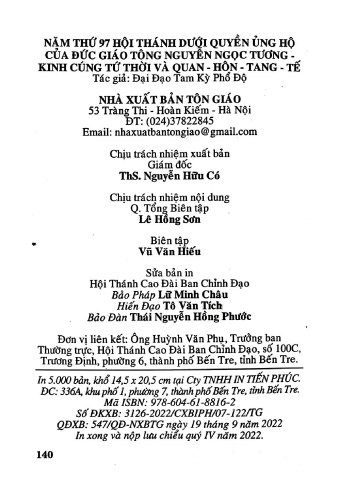 NĂM THỨ 97 HỘI THÁNH DƯỚI QUYỀN ỦNG HỘ
CỦA ĐỨC GIÁO TÔNG NGUYỄN NGỌC TƯƠNG -
KINH CÚNG TỨ THỜI VÀ QUAN - HÔN - TANG - TẾ
Tác giả: Đại Đạo Tam Kỳ Phổ Độ
NHÀ XUẤT BẢN TÔN GIÁO
53 Tràng Thi - Hoàn Kiếm - Hà Nội
ĐT: (024)37822845
Email: nhaxuatbantongiao@gmail.com
Chịu trách nhiệm xuất bản
Giám đốc
ThS. Nguyễn Hữu Có
Chịu trách nhiệm nội dung
Q. Tổng Biên tập
Lê Hồng Sơn
Biên tập
Vũ Văn Hiếu
Sửa bản in
Hội Thánh Cao Đài Ban Chỉnh Đạo
Bảo Pháp Lữ Minh Châu
Hiến Đạo Tô Văn Tích
Bảo Đàn Thái Nguyễn Hồng Phước
Đơn vị liên kết: Ông Huỳnh Văn Phụ, Trưởng ban
Thường trực, Hội Thánh Cao Đài Ban Chỉnh Đạo, số 100C,
Trương Định, phường 6, thành phố Bến Tre, tỉnh Bến Tre.
In 5.000 bản, khổ 14,5 x 20,5 cm tại Cty TNHH IN TIẾN PHÚC.
ĐC: 336A, khu phố 1, phường 7, thành phố Bến Tre, tỉnh Bến Tre.
Mã ISBN: 978-604-61-8816-2
Số ĐKXB: 3126-2022/CXBIPH/07-122/TG
QĐXB: 547/QĐ-NXBTG ngày 19 tháng 9 năm 2022
In xong và nộp lưu chiểu quý IV năm 2022.
140